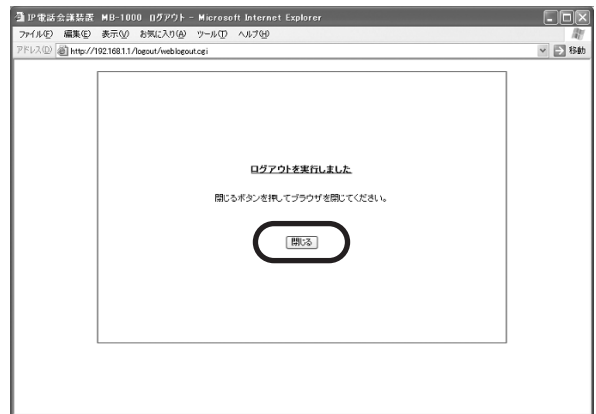 IP電話会議装置 MB-1000 ログアウト - Microsoft Internet Explorer
ファイル(F) 編集(E) 表示(V) お気に入り(A) ツール(T) ヘルプ(H)
アドレス(D) http://192.168.1.1/logout/weblogout.cgi 移動
ログアウトを実行しました
閉じるボタンを押してブラウザを閉じてください。
閉じる